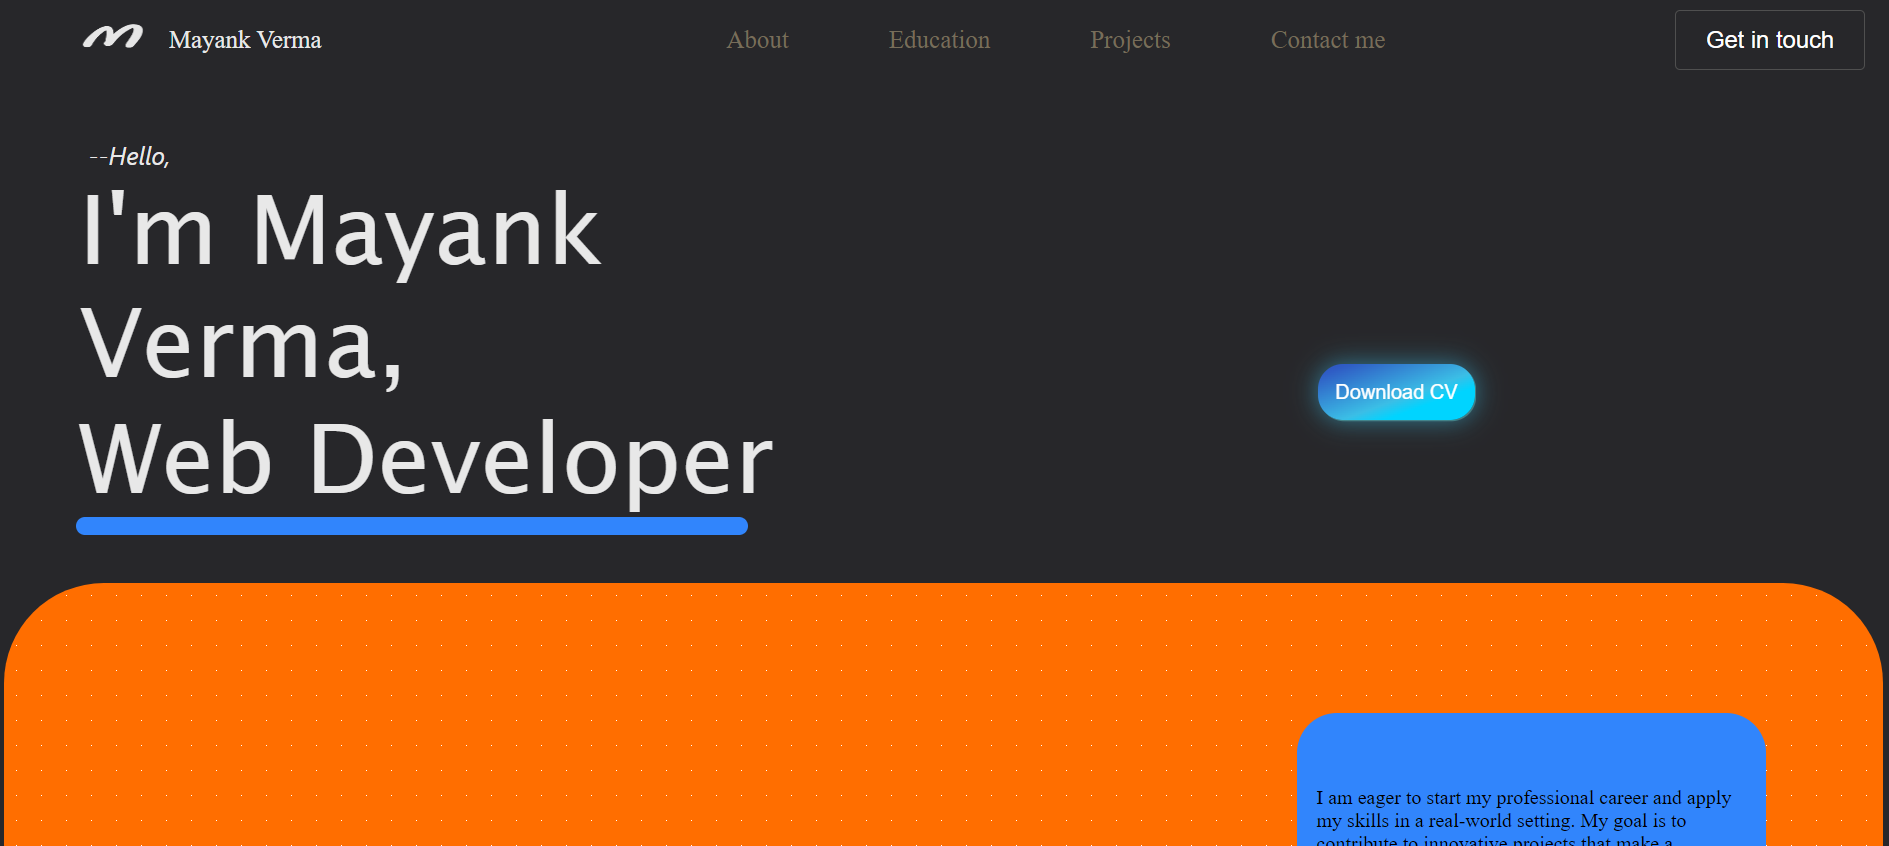 Mayank Verma
About
Education
Projects
Contact me
Get in touch
--Hello,
I'm Mayank
Verma,
Web Developer
Download CV
I am eager to start my professional career and apply
my skills in a real-world setting. My goal is to
contribute to innovative projects that make a